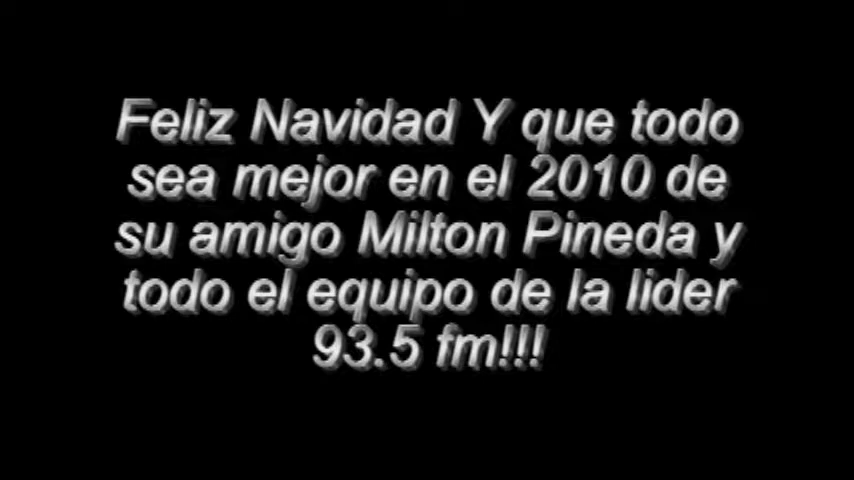 Feliz Navidad Y que todo
sea mejor en el 2010 de
su amigo Milton Pineda y
todo el equipo de la lider
93.5 fm!!!